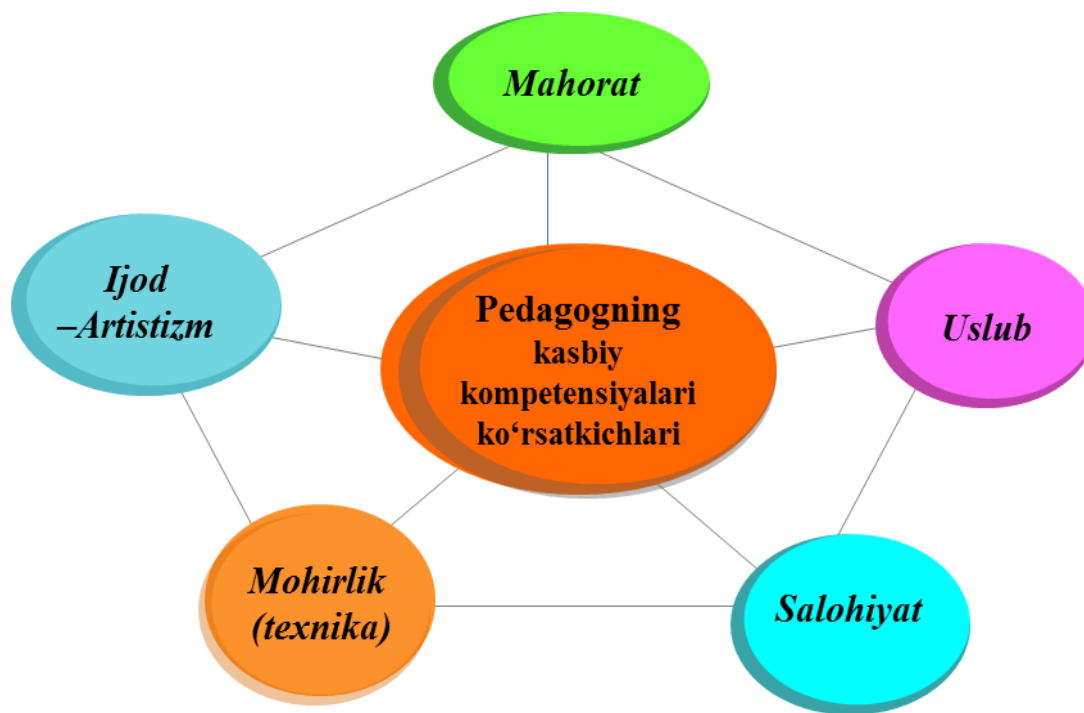 Mahorat
Ijod
–Artistizm
Pedagogning
kasbiy
kompetensiyalari
ko‘rsatkichlari
Uslub
Mohirlik
(texnika)
Salohiyat